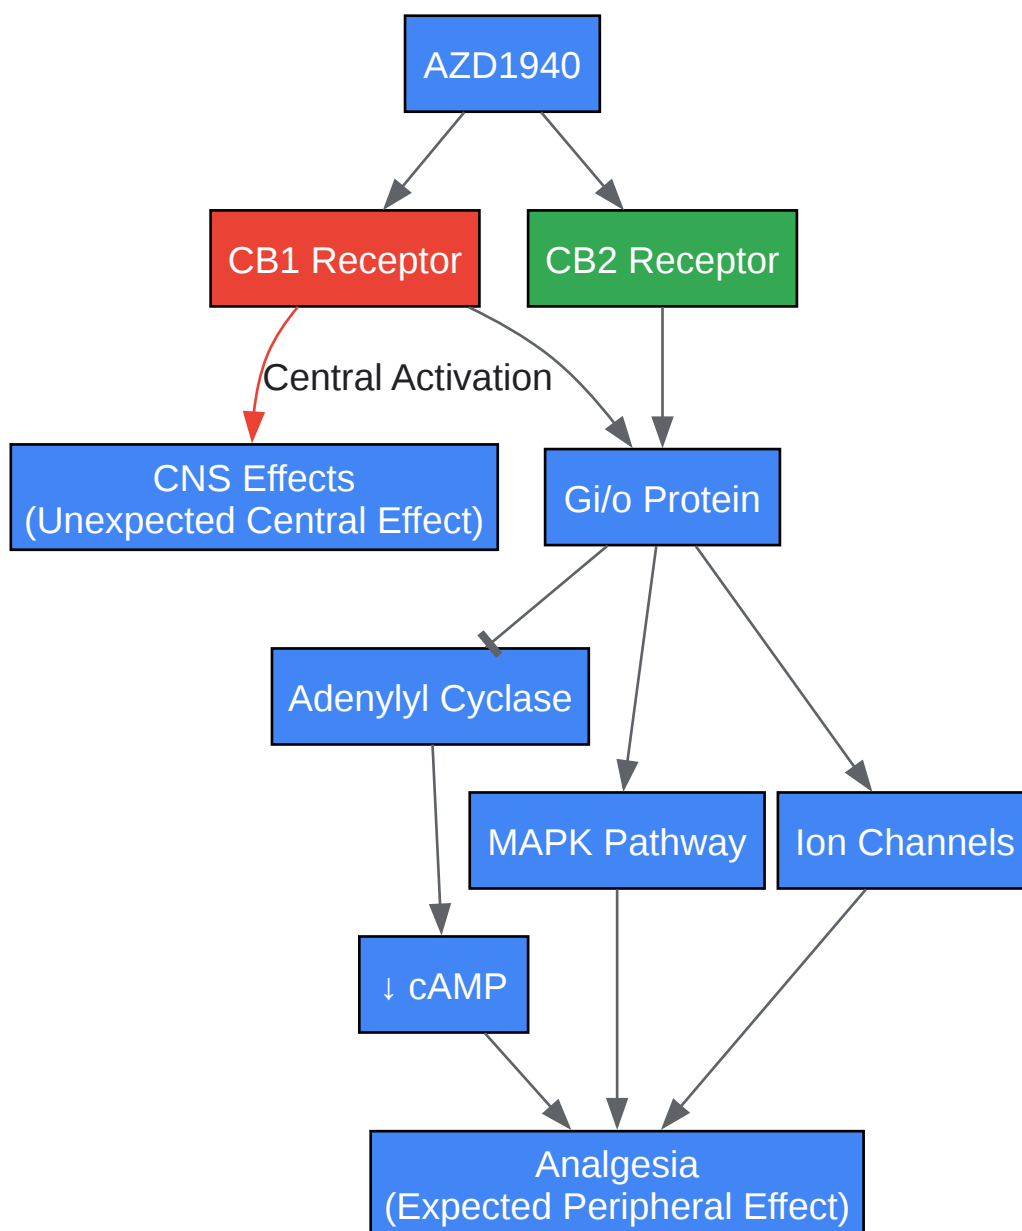 AZD1940
CB1 Receptor
CB2 Receptor
Central Activation
CNS Effects
(Unexpected Central Effect)
Gi/o Protein
Adenylyl Cyclase
MAPK Pathway
Ion Channels
↓ cAMP
Analgesia
(Expected Peripheral Effect)